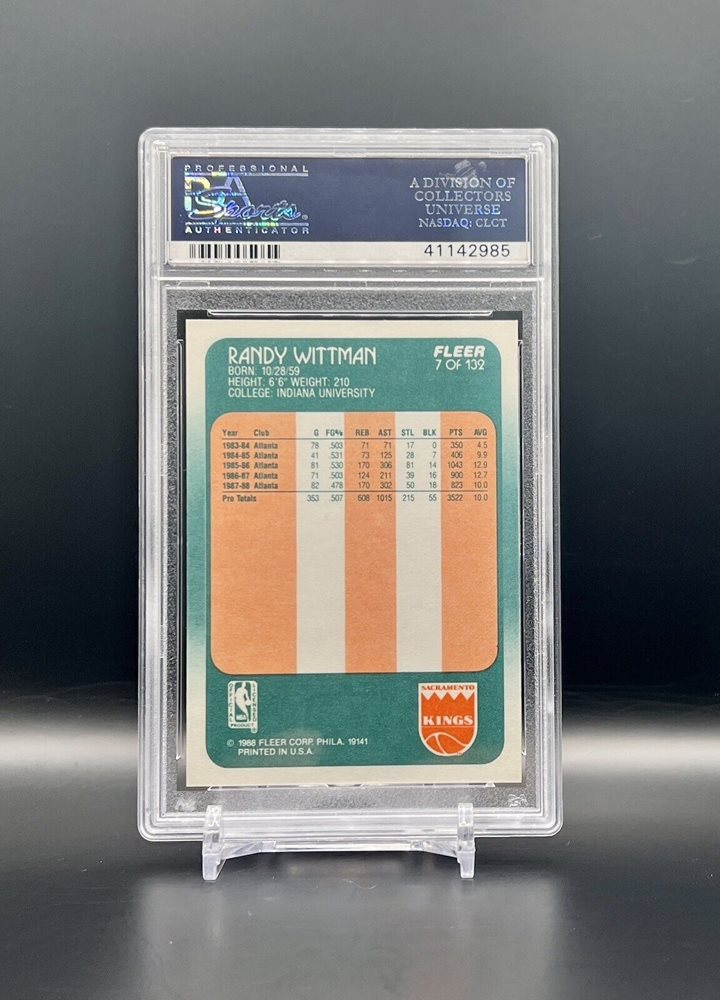 PROFESSIONAL
PSA
Sports
AUTHENTICATOR
A DIVISION OF
COLLECTORS
UNIVERSE
NASDAQ: CLCT
41142985
RANDY WITTMAN
BORN: 10/28/59
HEIGHT: 6'6" WEIGHT: 210
COLLEGE: INDIANA UNIVERSITY
FLEER
7 OF 132
Year Club G FG% REB AST STL BLK PTS AVG
1983-84 Atlanta 78 .503 71 71 17 0 350 4.5
1984-85 Atlanta 41 .531 73 125 28 7 406 9.9
1985-86 Atlanta 81 .530 170 306 81 14 1043 12.9
1986-87 Atlanta 71 .503 124 211 39 16 900 12.7
1987-88 Atlanta 82 .478 170 302 50 18 823 10.0
Pro Totals 353 .507 608 1015 215 55 3522 10.0
OFFICIAL LICENSED
NBA
PRODUCT
SACRAMENTO
KINGS
© 1988 FLEER CORP. PHILA. 19141
PRINTED IN U.S.A.